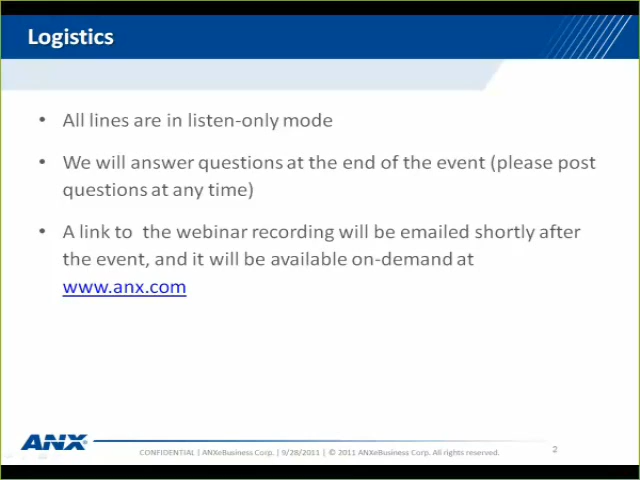 Logistics
• All lines are in listen-only mode
• We will answer questions at the end of the event (please post
questions at any time)
• A link to the webinar recording will be emailed shortly after
the event, and it will be available on-demand at
www.anx.com
ANX
CONFIDENTIAL | ANXeBusiness Corp. | 9/28/2011 | © 2011 ANXeBusiness Corp. All rights reserved.
2